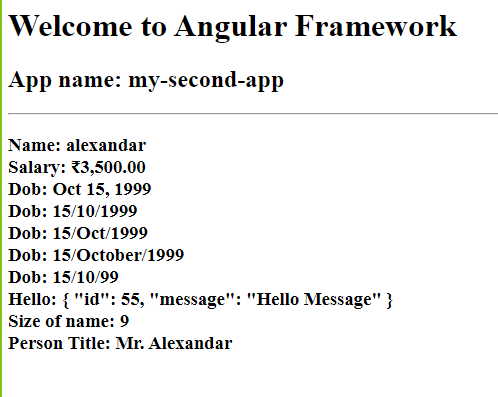 Welcome to Angular Framework
App name: my-second-app
Name: alexandar
Salary: ₹3,500.00
Dob: Oct 15, 1999
Dob: 15/10/1999
Dob: 15/Oct/1999
Dob: 15/October/1999
Dob: 15/10/99
Hello: { "id": 55, "message": "Hello Message" }
Size of name: 9
Person Title: Mr. Alexandar